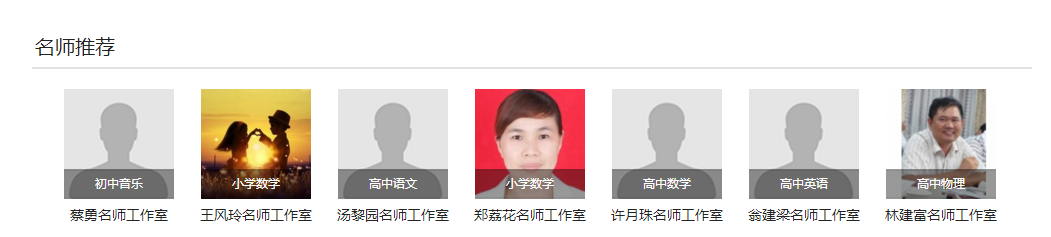 名师推荐
初中音乐
小学数学
高中语文
小学数学
高中数学
高中英语
高中物理
蔡勇名师工作室
王风玲名师工作室
汤黎园名师工作室
郑荔花名师工作室
许月珠名师工作室
翁建梁名师工作室
林建富名师工作室